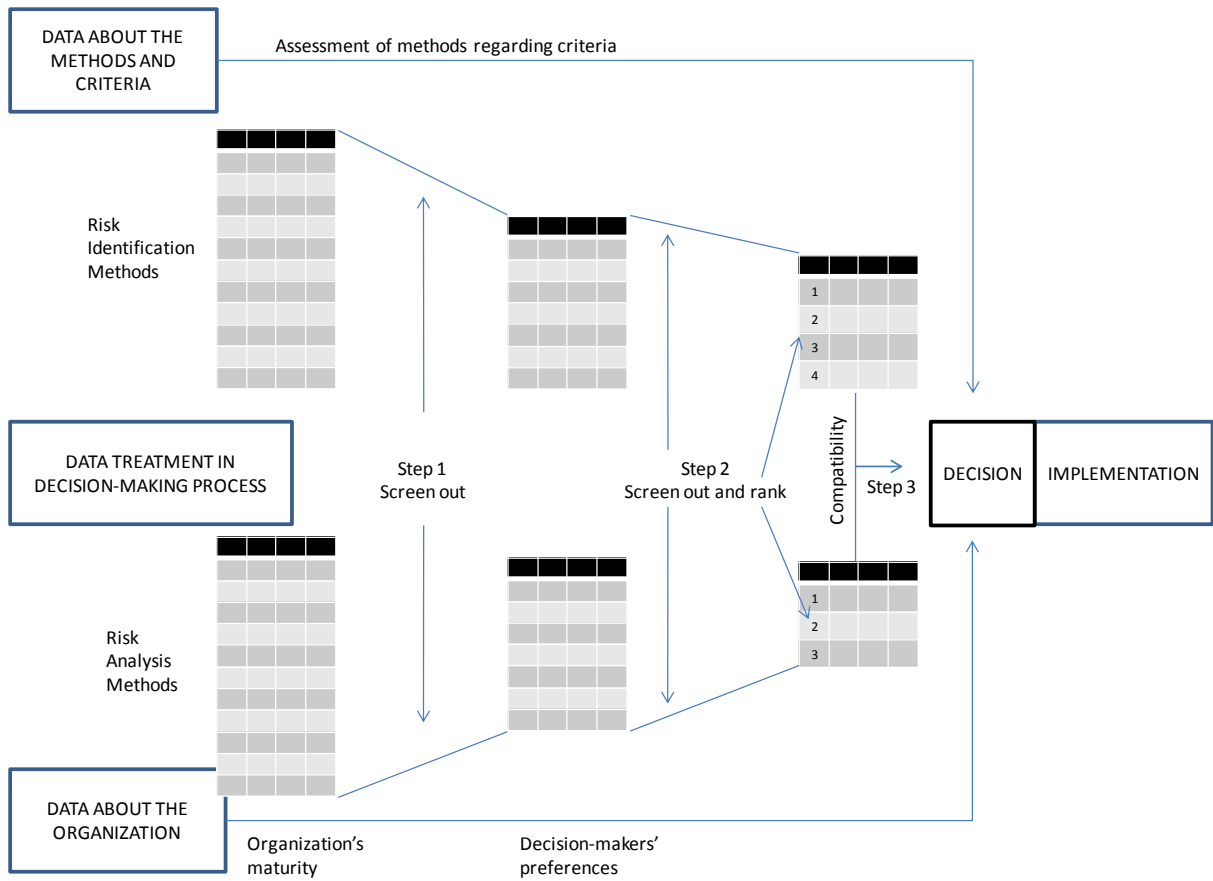 DATA ABOUT THE
METHODS AND
CRITERIA
Assessment of methods regarding criteria
Risk
Identification
Methods
1
2
3
4
DATA TREATMENT IN
DECISION-MAKING PROCESS
Step 1
Screen out
Step 2
Screen out and rank
Compatibility
Step 3
DECISION
IMPLEMENTATION
Risk
Analysis
Methods
1
2
3
DATA ABOUT THE
ORGANIZATION
Organization's
maturity
Decision-makers'
preferences